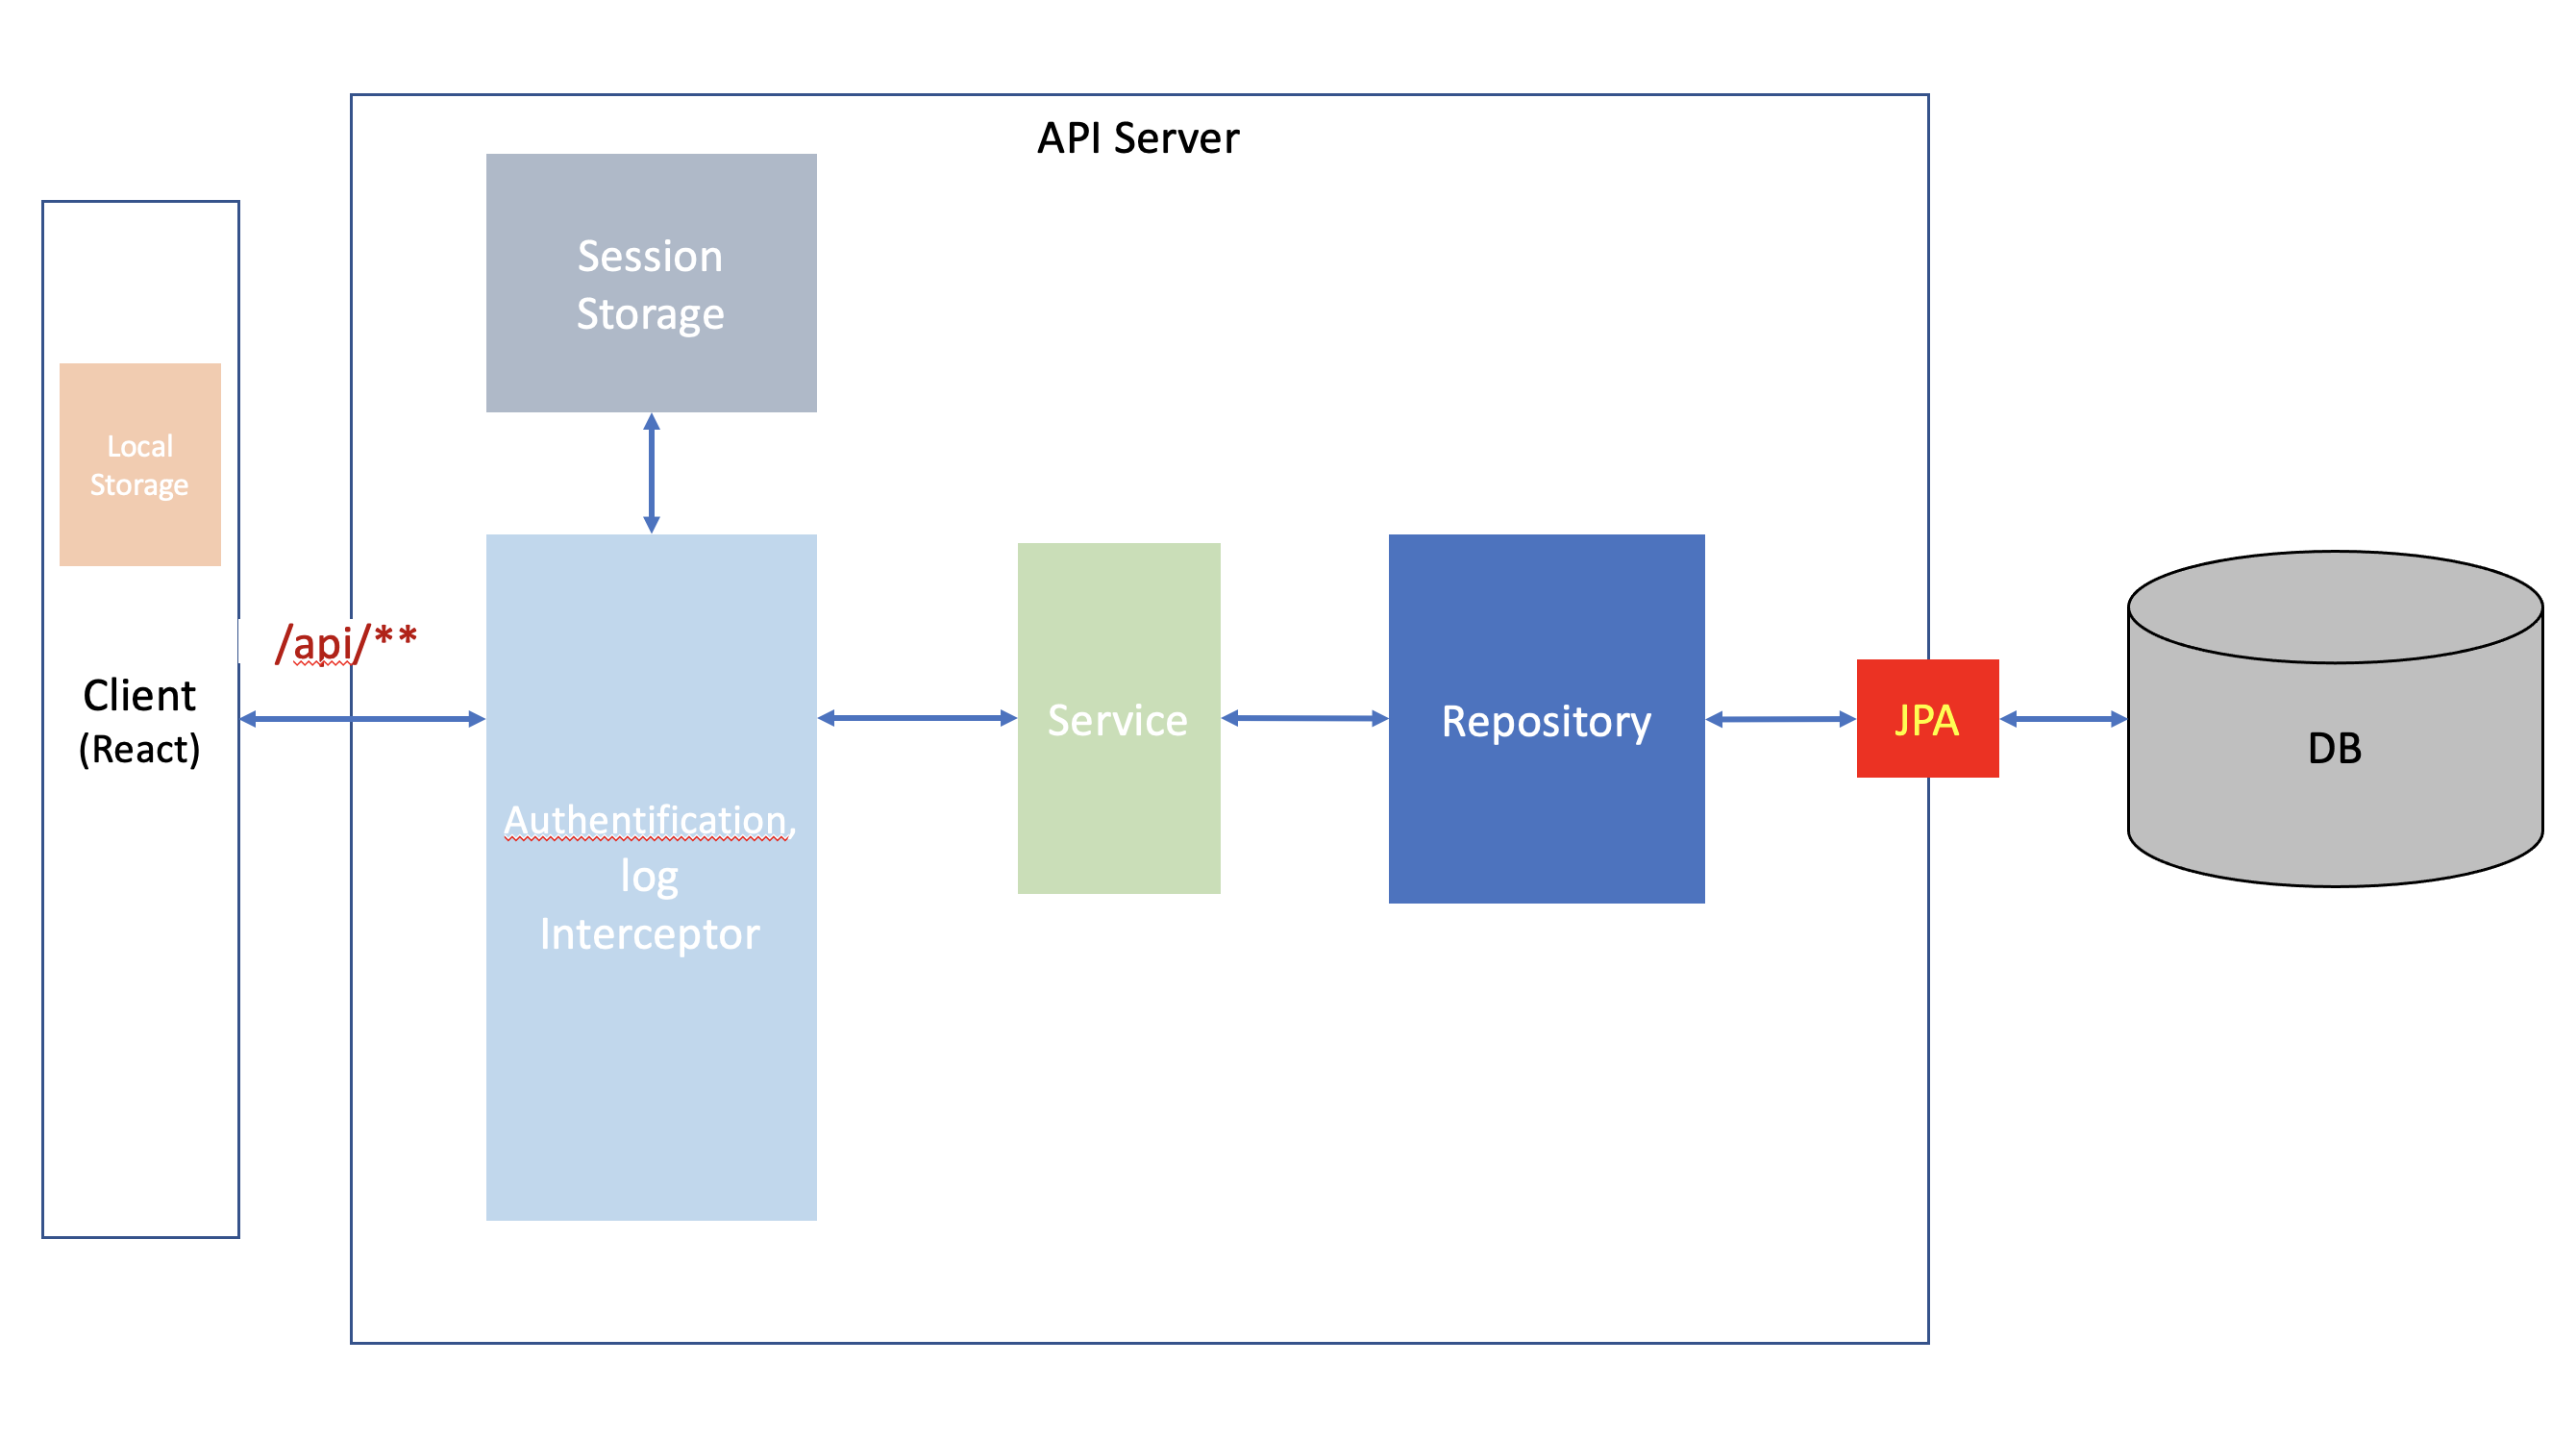 API Server
Session
Storage
Local
Storage
/api/**
Client
(React)
Authentification,
log
Interceptor
Service
Repository
JPA
DB